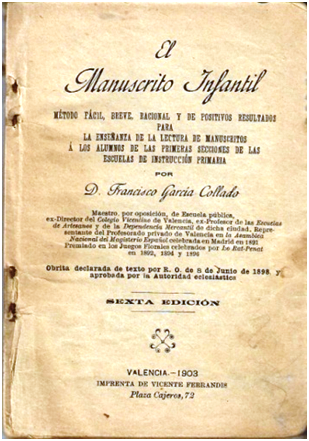 El
Manuscrito Infantil
MÉTODO FÁCIL, BREVE, RACIONAL Y DE POSITIVOS RESULTADOS
PARA
LA ENSEÑANZA DE LA LECTURA DE MANUSCRITOS
Á LOS ALUMNOS DE LAS PRIMERAS SECCIONES DE LAS
ESCUELAS DE INSTRUCCIÓN PRIMARIA
POR
D. Francisco García Collado
Maestro, por oposición, de Escuela pública,
ex-Director del Colegio Vicentino de Valencia, ex-Profesor de las Escuelas
de Artesanos y de la Dependencia Mercantil de dicha ciudad, Repre-
sentante del Profesorado privado de Valencia en la Asamblea
Nacional del Magisterio Español celebrada en Madrid en 1891
Premiado en los Juegos Florales celebrados por Lo Rat-Penat
en 1892, 1894 y 1896
Obrita declarada de texto por R. O. de 8 de Junio de 1898, y
aprobada por la Autoridad eclesiástica
SEXTA EDICIÓN
VALENCIA.-1903
IMPRENTA DE VICENTE FERRANDIS
Plaza Cajeros, 72